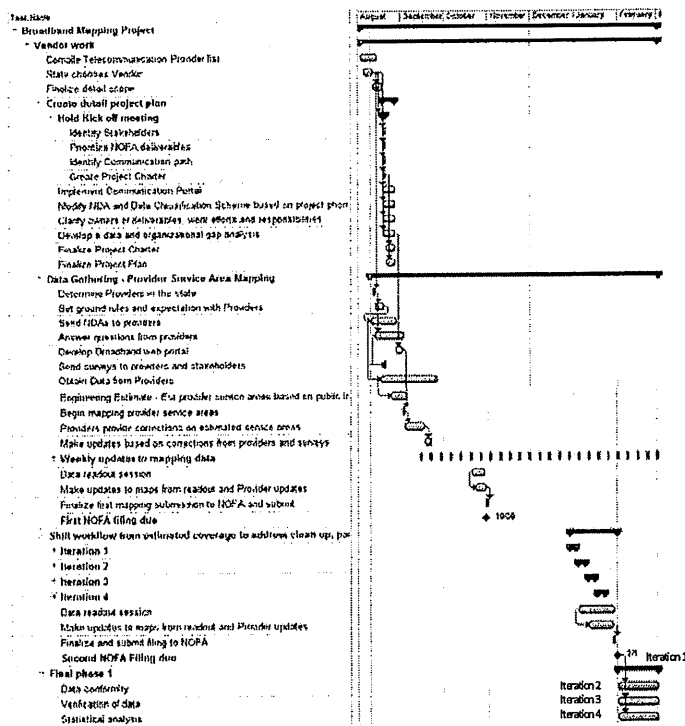 Task Name
August September October November December January February
Broadband Mapping Project
Vendor work
Compile Telecommunication Provider list
State chooses Vendor
Finalize detail scope
Create detail project plan
Hold Kick off meeting
Identify Stakeholders
Prioritize NOFA deliverables
Identify Communication path
Create Project Charter
Implement Communication Portal
Modify NDA and Data Classification Scheme based on project
Clarify owners of deliverables, work efforts and responsibilities
Develop a data and organizational gap analysis
Finalize Project Charter
Finalize Project Plan
Data Gathering - Provider Service Area Mapping
Determine Providers in the state
Set ground rules and expectation with Providers
Send NDAs to providers
Answer questions from providers
Develop Broadband web portal
Send surveys to providers and stakeholders
Obtain Data from Providers
Engineering Estimate - Est provider service areas based on public
Begin mapping provider service areas
Providers provide corrections on estimated service areas
Make updates based on corrections from providers and surveys
Weekly updates to mapping data
Data readout session
Make updates to maps from readout and Provider updates
Finalize first mapping submission to NOFA and submit
First NOFA filing due
Shift workflow from estimated coverage to address clean up,
Iteration 1
Iteration 2
Iteration 3
Iteration 4
Data readout session
Make updates to maps from readout and Provider updates
Finalize and submit filing to NOFA
Second NOFA Filing due Iteration 1
Final phase 1
Data conformity Iteration 2
Verification of data Iteration 3
Statistical analysis Iteration 4